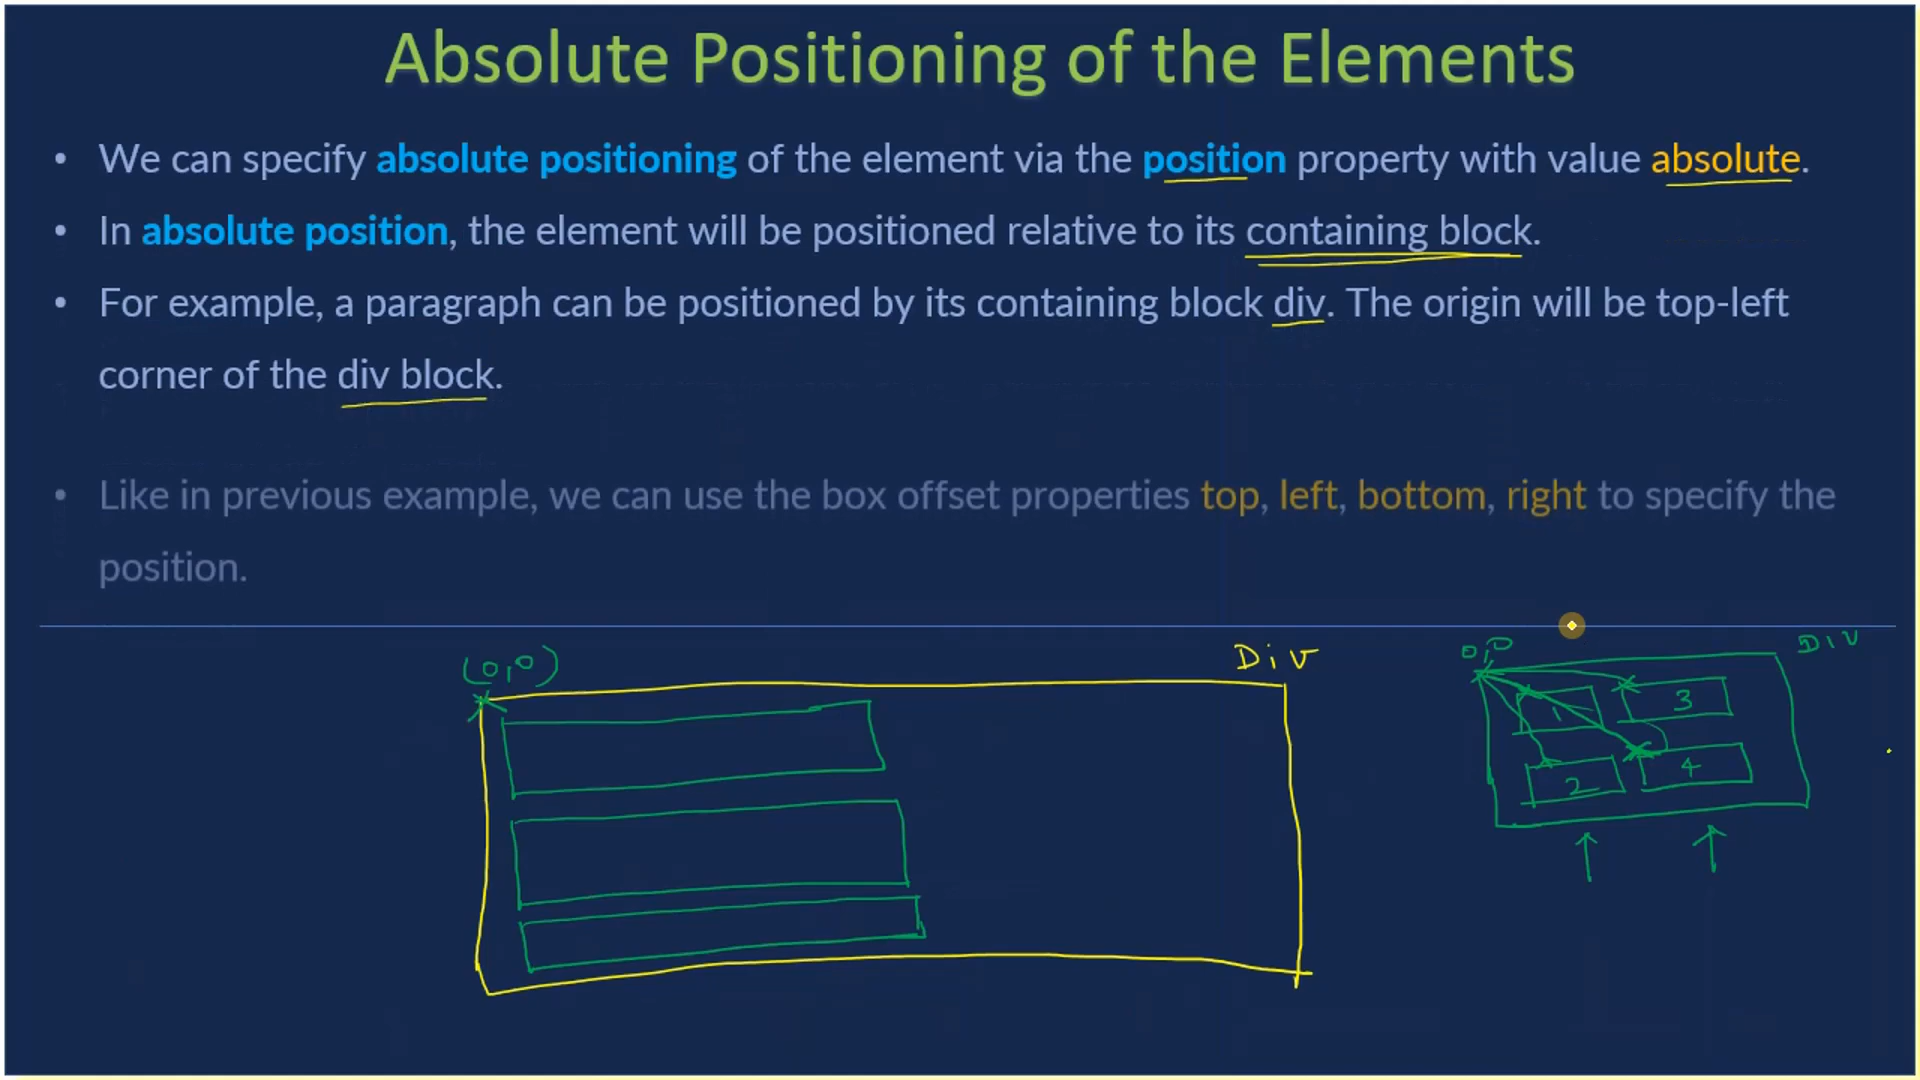 Absolute Positioning of the Elements
• We can specify absolute positioning of the element via the position property with value absolute.
• In absolute position, the element will be positioned relative to its containing block.
• For example, a paragraph can be positioned by its containing block div. The origin will be top-left
corner of the div block.
• Like in previous example, we can use the box offset properties top, left, bottom, right to specify the
position.
(0,0)
Div
0,0
Div
1
3
2
4